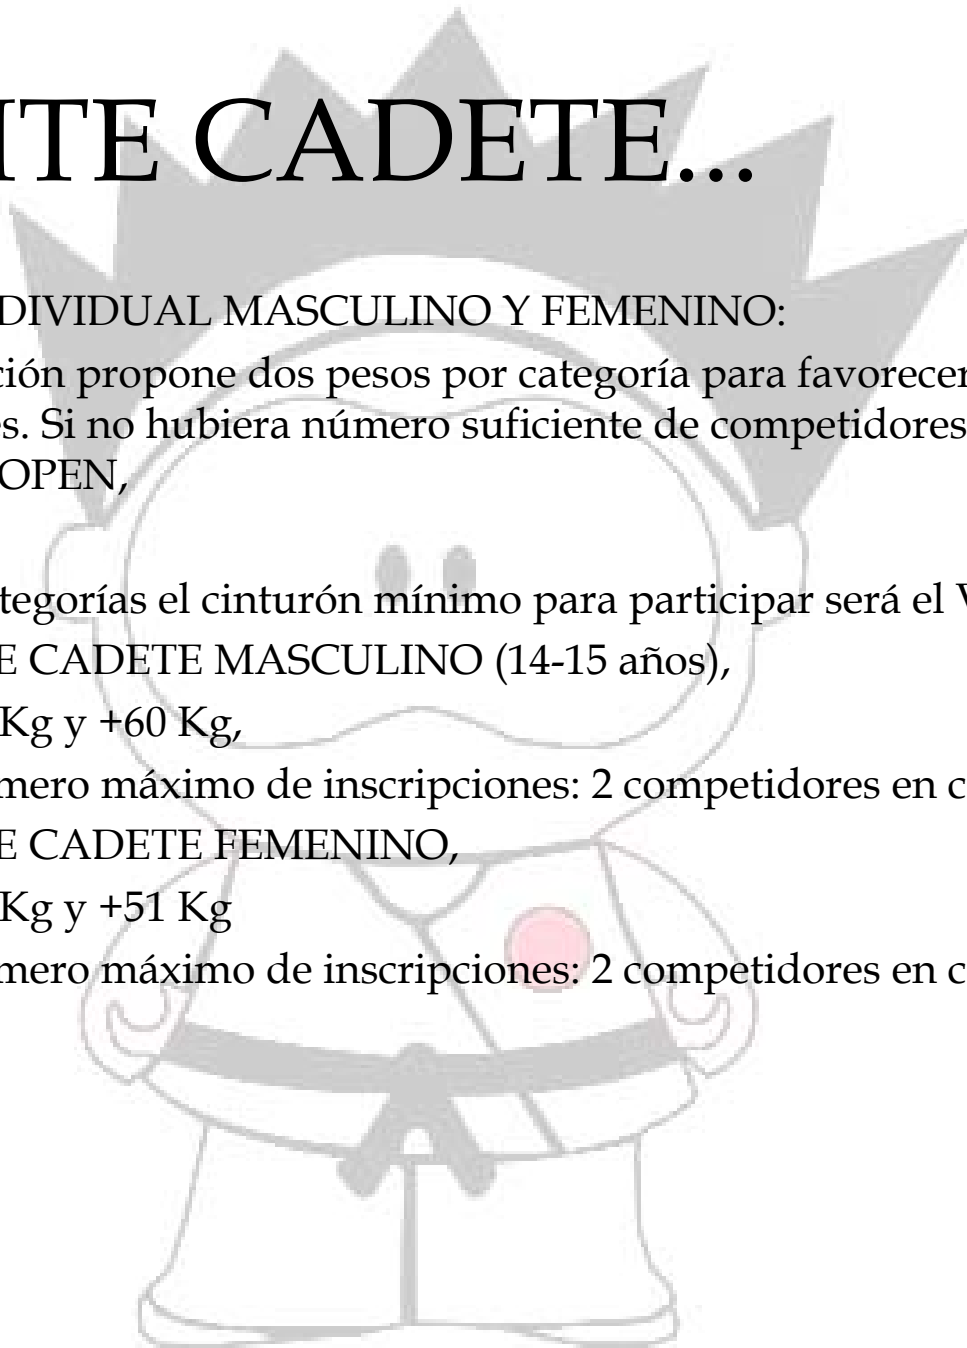 ITE CADETE...
DIVIDUAL MASCULINO Y FEMENINO:
ción propone dos pesos por categoría para favorecer
es. Si no hubiera número suficiente de competidores
OPEN,
tegorías el cinturón mínimo para participar será el V
E CADETE MASCULINO (14-15 años),
Kg y +60 Kg,
mero máximo de inscripciones: 2 competidores en c
E CADETE FEMENINO,
Kg y +51 Kg
mero máximo de inscripciones: 2 competidores en c